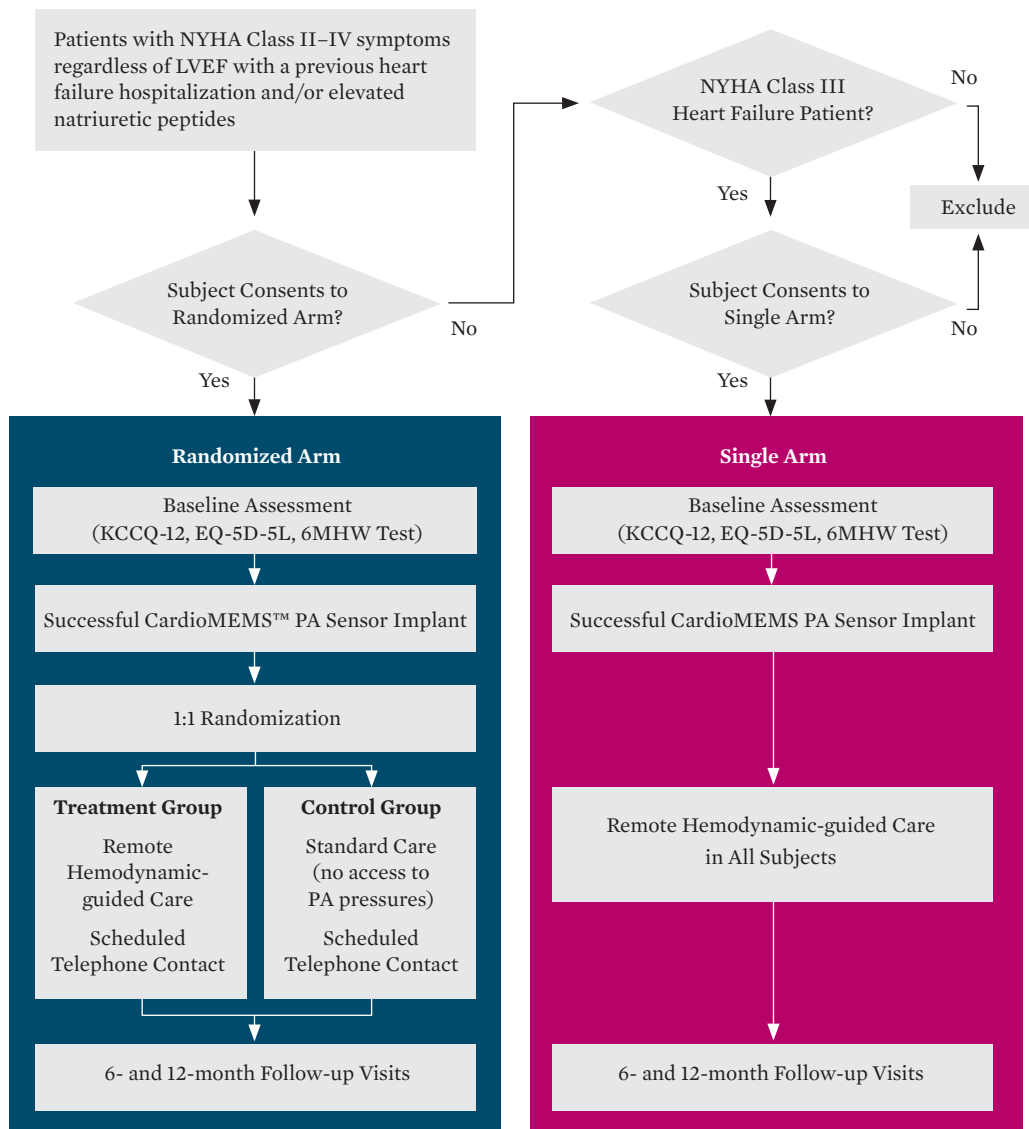 Patients with NYHA Class II–IV symptoms
regardless of LVEF with a previous heart
failure hospitalization and/or elevated
natriuretic peptides
Subject Consents to
Randomized Arm?
No
Yes
NYHA Class III
Heart Failure Patient?
No
Yes
Exclude
Subject Consents to
Single Arm?
No
Yes
Randomized Arm
Baseline Assessment
(KCCQ-12, EQ-5D-5L, 6MHW Test)
Successful CardioMEMS™ PA Sensor Implant
1:1 Randomization
Treatment Group
Remote
Hemodynamic-
guided Care
Scheduled
Telephone Contact
Control Group
Standard Care
(no access to
PA pressures)
Scheduled
Telephone Contact
6- and 12-month Follow-up Visits
Single Arm
Baseline Assessment
(KCCQ-12, EQ-5D-5L, 6MHW Test)
Successful CardioMEMS PA Sensor Implant
Remote Hemodynamic-guided Care
in All Subjects
6- and 12-month Follow-up Visits